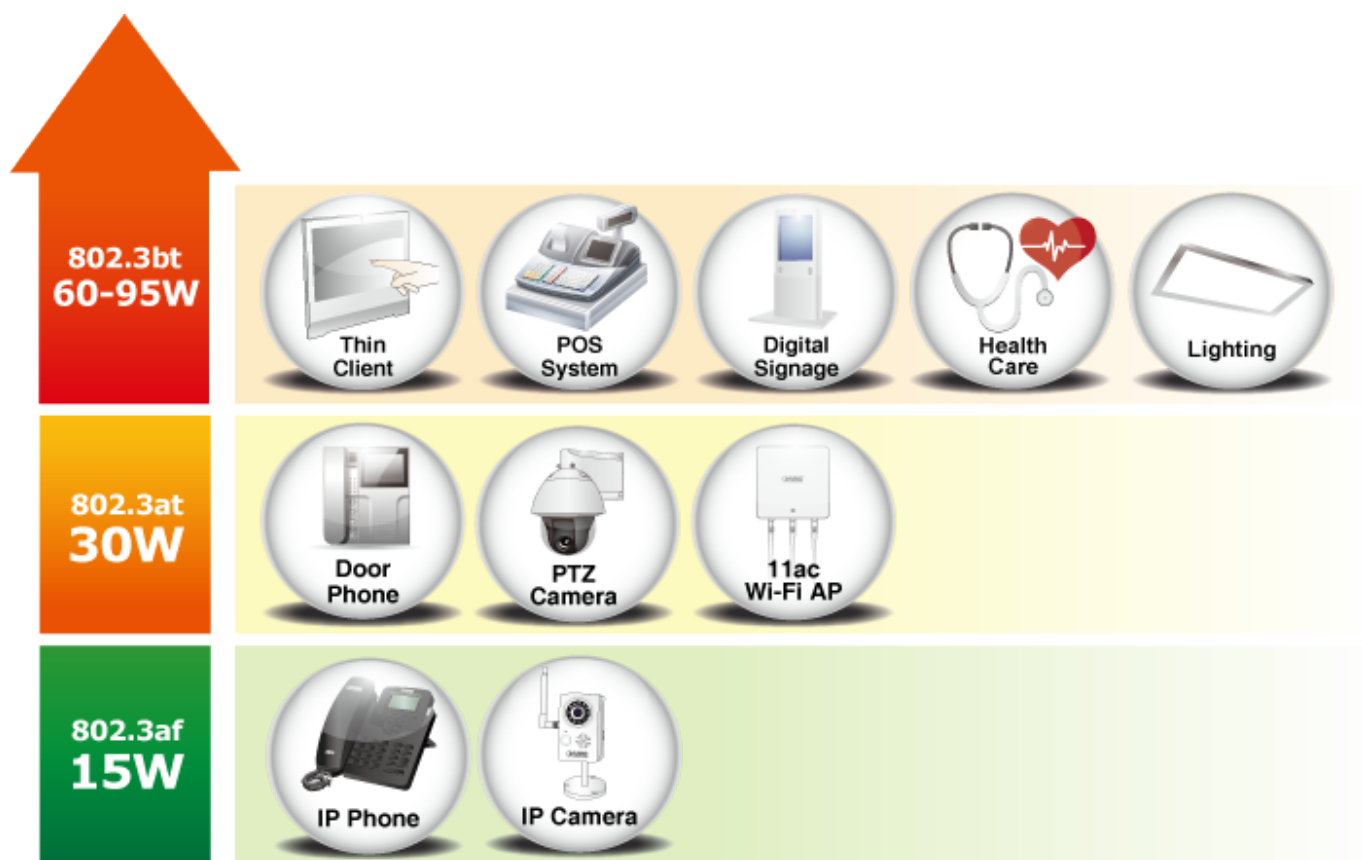 802.3bt
60-95W
Thin
Client
POS
System
Digital
Signage
Health
Care
Lighting
802.3at
30W
Door
Phone
PTZ
Camera
11ac
Wi-Fi AP
802.3af
15W
IP Phone
IP Camera